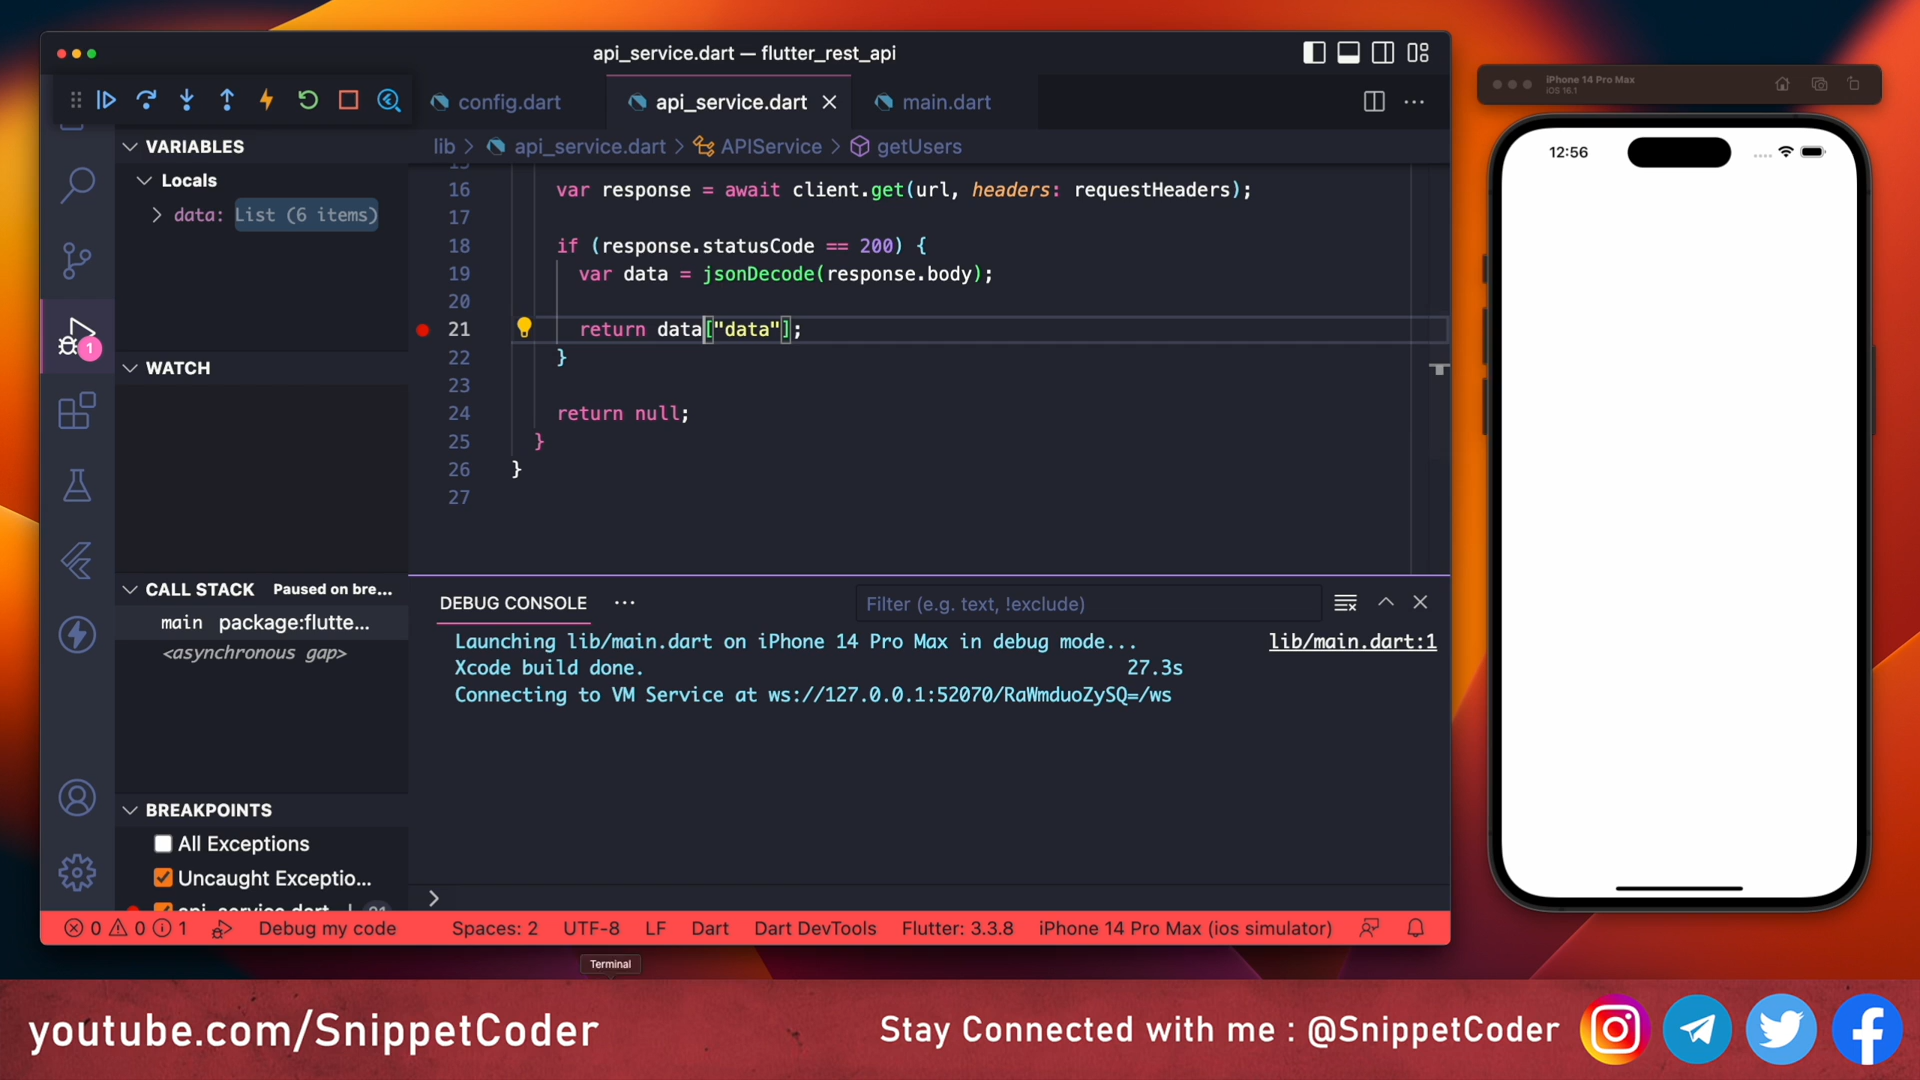 api_service.dart — flutter_rest_api
config.dart
api_service.dart
main.dart
lib > api_service.dart > APIService > getUsers
VARIABLES
Locals
data: List (6 items)
WATCH
CALL STACK Paused on bre...
main package:flutte...
<asynchronous gap>
BREAKPOINTS
All Exceptions
Uncaught Exceptio...
api_service.dart 21
1
16 var response = await client.get(url, headers: requestHeaders);
17
18 if (response.statusCode == 200) {
19 var data = jsonDecode(response.body);
20
21 return data["data"];
22 }
23
24 return null;
25 }
26 }
27
DEBUG CONSOLE ...
Filter (e.g. text, !exclude)
Launching lib/main.dart on iPhone 14 Pro Max in debug mode... lib/main.dart:1
Xcode build done. 27.3s
Connecting to VM Service at ws://127.0.0.1:52070/RaWmduoZySQ=/ws
>
0 0 1 Debug my code Spaces: 2 UTF-8 LF Dart Dart DevTools Flutter: 3.3.8 iPhone 14 Pro Max (ios simulator)
Terminal
iPhone 14 Pro Max
iOS 16.1
12:56
youtube.com/SnippetCoder
Stay Connected with me : @SnippetCoder